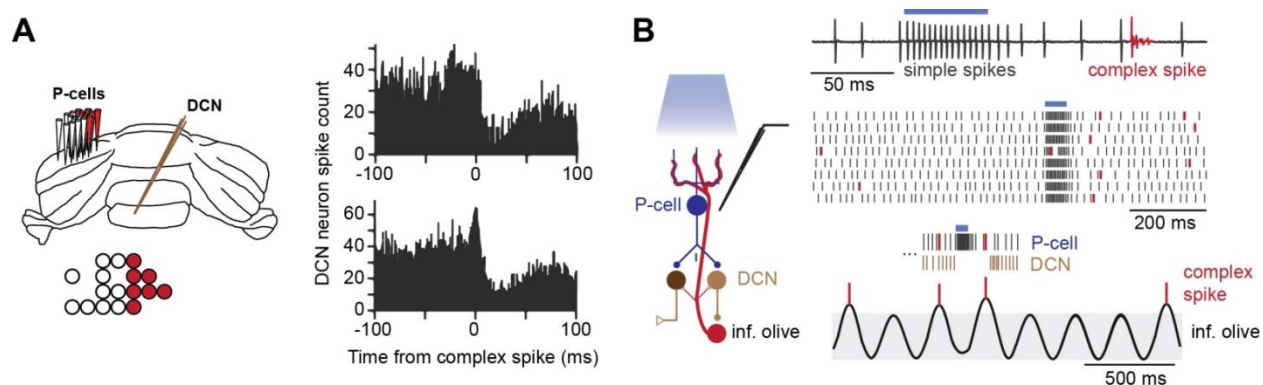 A
P-cells
DCN
DCN neuron spike count
40
20
0
-100
0
100
60
40
20
0
-100
0
100
Time from complex spike (ms)
B
simple spikes
complex spike
50 ms
P-cell
DCN
inf. olive
200 ms
...
P-cell
DCN
complex
spike
inf. olive
500 ms